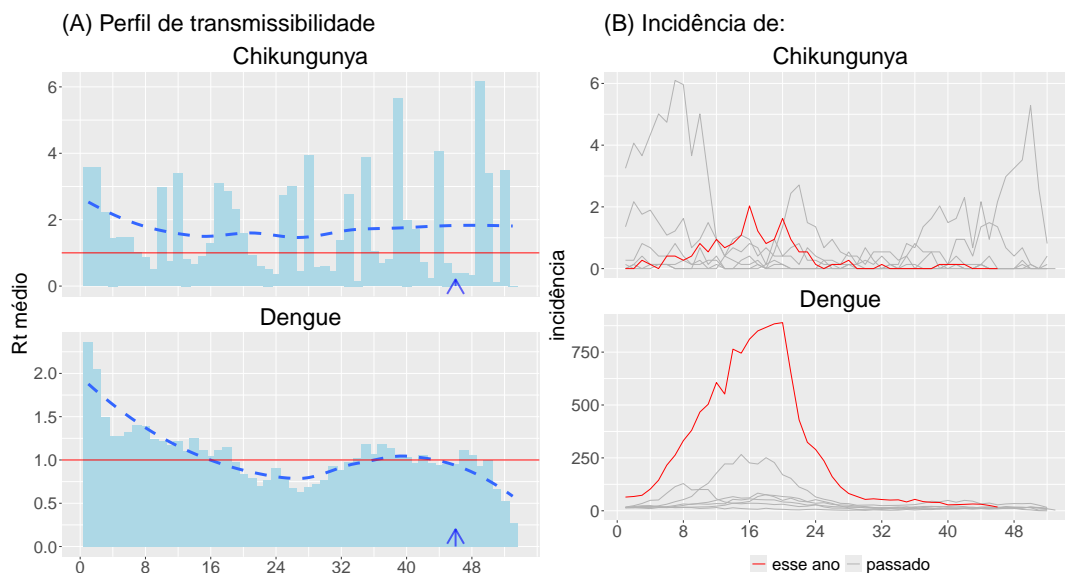 (A) Perfil de transmissibilidade
Chikungunya
6
4
2
0
Dengue
2.0
1.5
1.0
0.5
0.0
0 8 16 24 32 40 48
Rt médio
(B) Incidência de:
Chikungunya
6
4
2
0
Dengue
750
500
250
0
0 8 16 24 32 40 48
incidência
esse ano passado